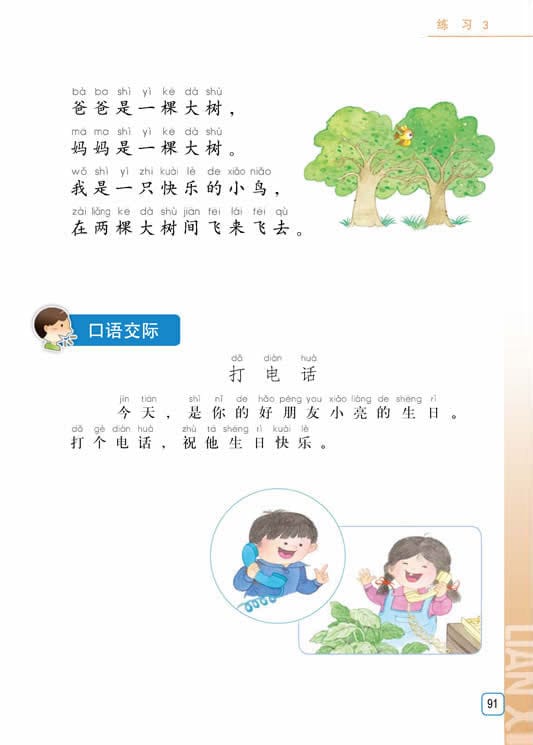 练 习 3
bà ba shì yì kē dà shù
爸爸是一棵大树，
mā ma shì yì kē dà shù
妈妈是一棵大树。
wǒ shì yì zhī kuài lè de xiǎo niǎo
我是一只快乐的小鸟，
zài liǎng kē dà shù jiān fēi lái fēi qù
在两棵大树间飞来飞去。
口语交际
dǎ diàn huà
打 电 话
jīn tiān shì nǐ de hǎo péng you xiǎo liàng de shēng rì
今天，是你的好朋友小亮的生日。
dǎ gè diàn huà zhù tā shēng rì kuài lè
打个电话，祝他生日快乐。
LIAN X
91